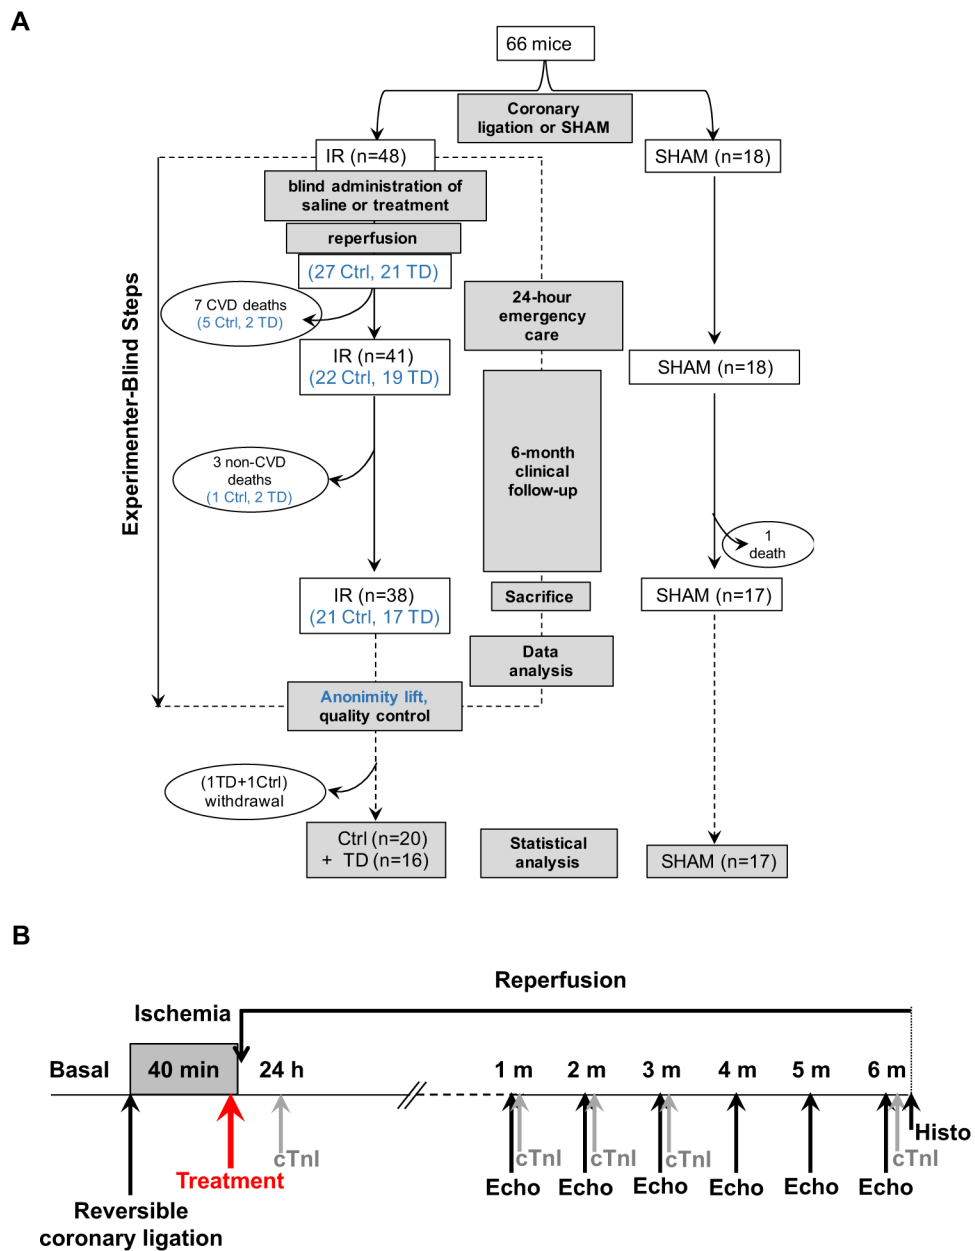 A
66 mice
Coronary
ligation or SHAM
IR (n=48)
SHAM (n=18)
blind administration of
saline or treatment
reperfusion
(27 Ctrl, 21 TD)
7 CVD deaths
(5 Ctrl, 2 TD)
24-hour
emergency
care
IR (n=41)
(22 Ctrl, 19 TD)
SHAM (n=18)
Experimenter-Blind Steps
3 non-CVD
deaths
(1 Ctrl, 2 TD)
6-month
clinical
follow-up
1
death
IR (n=38)
(21 Ctrl, 17 TD)
Sacrifice
SHAM (n=17)
Data
analysis
Anonimity lift,
quality control
(1TD+1Ctrl)
withdrawal
Ctrl (n=20)
+ TD (n=16)
Statistical
analysis
SHAM (n=17)
B
Reperfusion
Ischemia
Basal
40 min
24 h
1 m
2 m
3 m
4 m
5 m
6 m
Histo
cTnI
cTnI
cTnI
cTnI
cTnI
Treatment
Echo
Echo
Echo
Echo
Echo
Echo
Reversible
coronary ligation